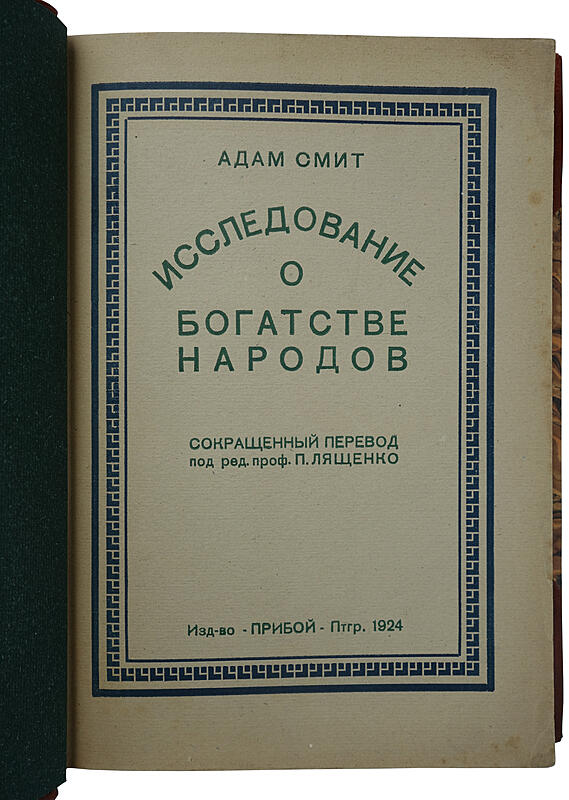 АДАМ СМИТ
ИССЛЕДОВАНИЕ
О
БОГАТСТВЕ
НАРОДОВ
СОКРАЩЕННЫЙ ПЕРЕВОД
под ред. проф. П. ЛЯЩЕНКО
Изд-во - ПРИБОЙ - Птгр. 1924